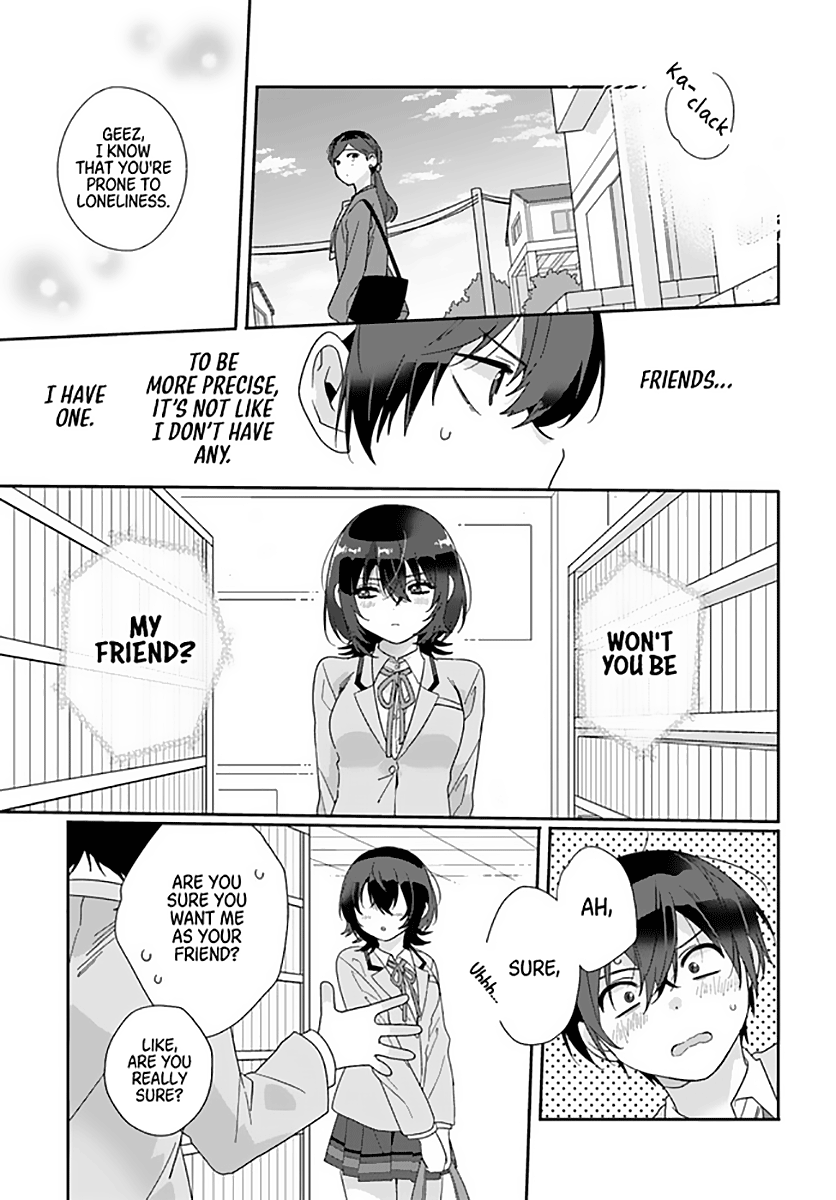 Ka-
clack
GEEZ,
I KNOW
THAT YOU'RE
PRONE TO
LONELINESS.
FRIENDS...
TO BE
MORE PRECISE,
IT'S NOT LIKE
I DON'T HAVE
ANY.
I HAVE
ONE.
WON'T
YOU BE
MY
FRIEND?
AH,
SURE,
Uhhh...
ARE YOU
SURE YOU
WANT ME
AS YOUR
FRIEND?
LIKE,
ARE YOU
REALLY
SURE?